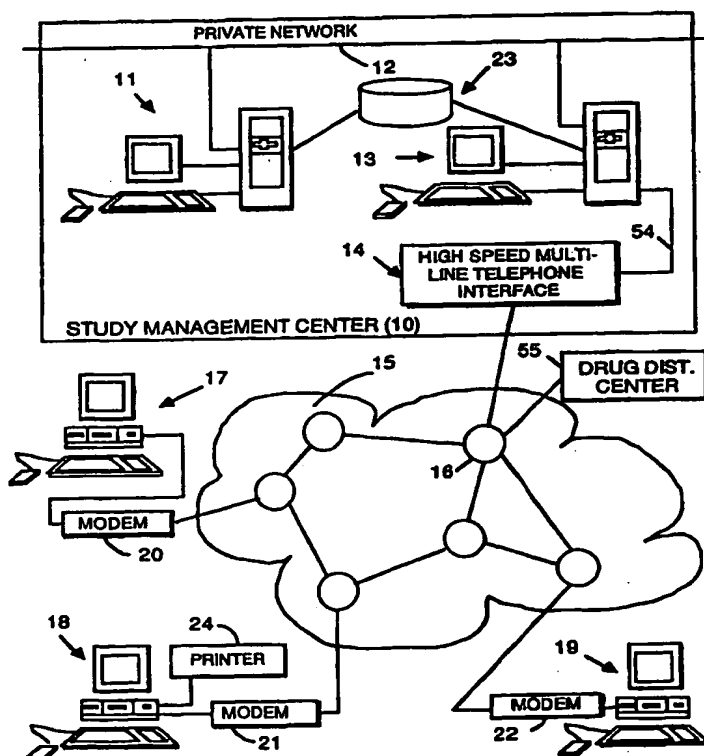 PRIVATE NETWORK
12
23
11
13
54
14
HIGH SPEED MULTI-
LINE TELEPHONE
INTERFACE
STUDY MANAGEMENT CENTER (10)
55
DRUG DIST.
CENTER
17
15
16
MODEM
20
18
24
PRINTER
19
MODEM
21
MODEM
22